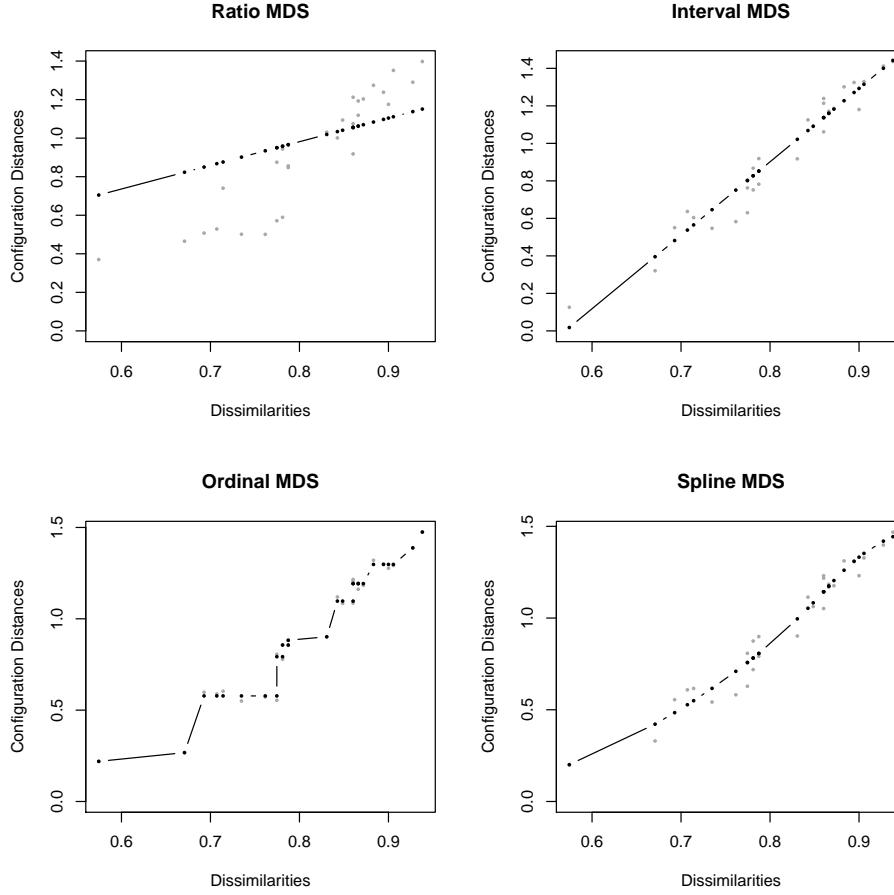 Ratio MDS
Configuration Distances
0.0 0.2 0.4 0.6 0.8 1.0 1.2 1.4
0.6 0.7 0.8 0.9
Dissimilarities
Interval MDS
Configuration Distances
0.0 0.2 0.4 0.6 0.8 1.0 1.2 1.4
0.6 0.7 0.8 0.9
Dissimilarities
Ordinal MDS
Configuration Distances
0.0 0.5 1.0 1.5
0.6 0.7 0.8 0.9
Dissimilarities
Spline MDS
Configuration Distances
0.0 0.5 1.0 1.5
0.6 0.7 0.8 0.9
Dissimilarities